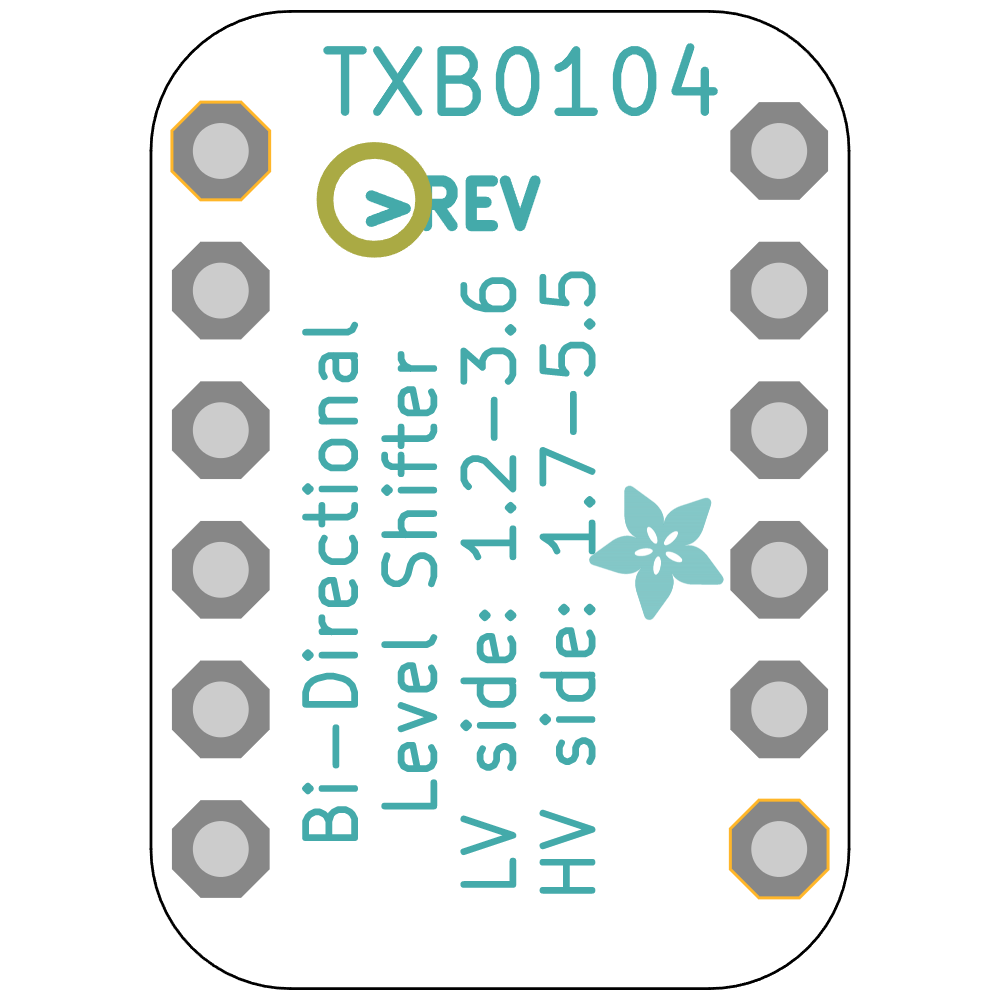 TXB0104
>REV
Bi-Directional
Level Shifter
LV side: 1.2-3.6
HV side: 1.7-5.5